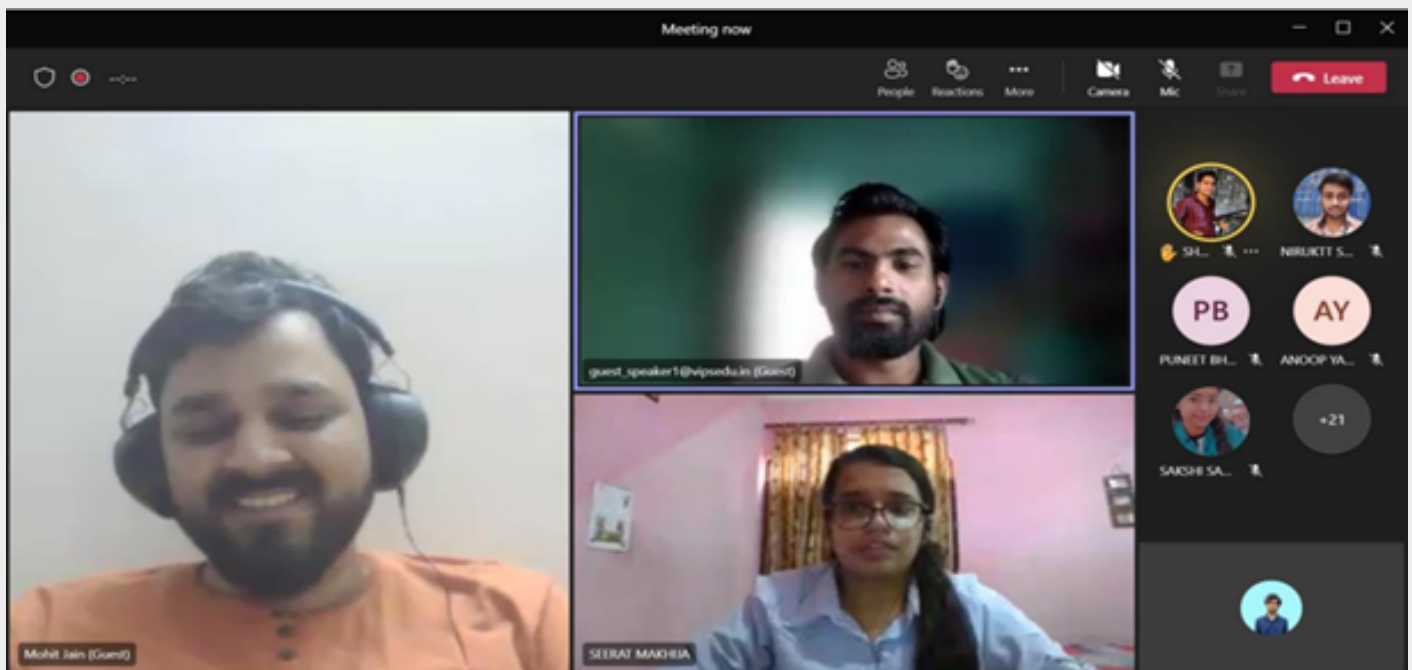 Meeting now
--:--
People Reactions More Camera Mic Share Leave
guest_speaker1@vipsedu.in (Guest)
SH...
NIRUKTT S...
PB
AY
PUNEET BH...
ANOOP YA...
+21
SAKSHI SA...
Mohit Jain (Guest)
SEERAT MAKHIJA